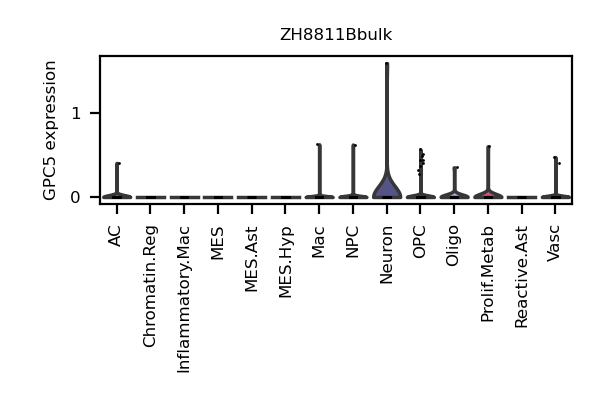 ZH8811Bbulk
GPC5 expression
1
0
AC
Chromatin.Reg
Inflammatory.Mac
MES
MES.Ast
MES.Hyp
Mac
NPC
Neuron
OPC
Oligo
Prolif.Metab
Reactive.Ast
Vasc